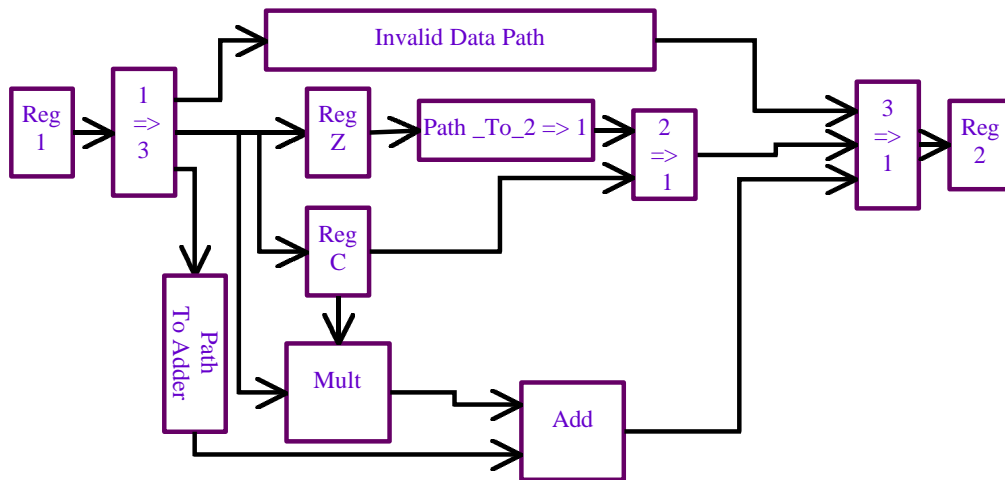 Invalid Data Path
Reg
1
1
=>
3
Reg
Z
Path _To_2 => 1
2
=>
1
3
=>
1
Reg
2
Reg
C
Path
To Adder
Mult
Add